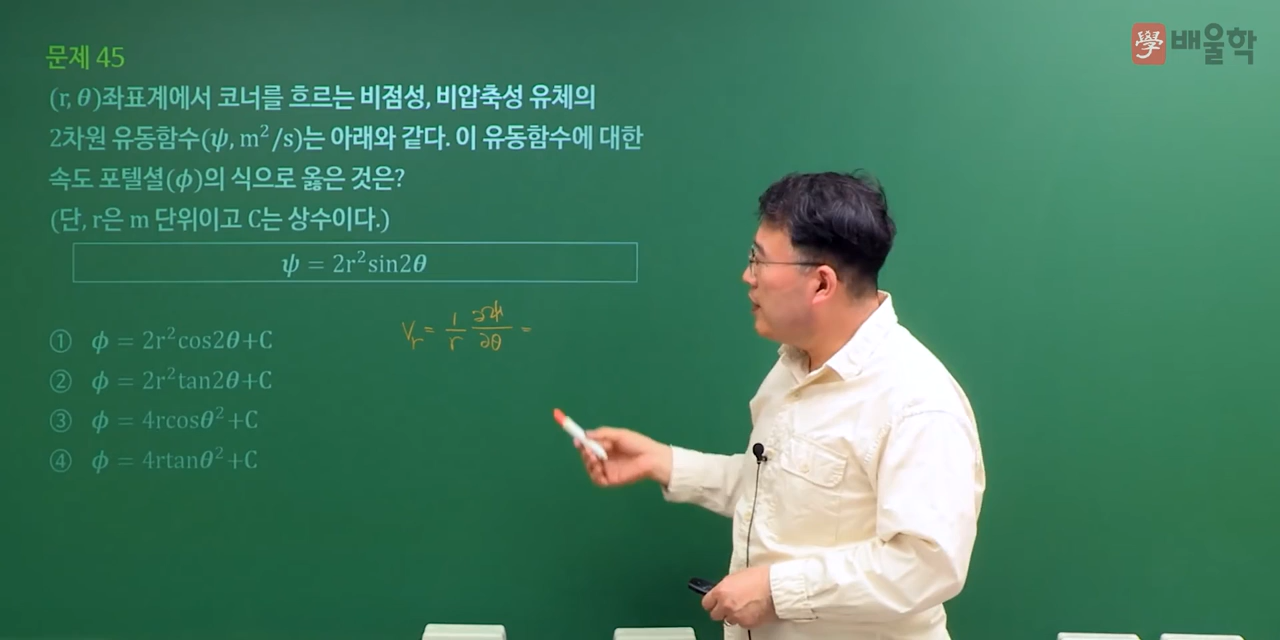 學 배울학
문제 45
(r, θ)좌표계에서 코너를 흐르는 비점성, 비압축성 유체의
2차원 유동함수(ψ, m²/s)는 아래와 같다. 이 유동함수에 대한
속도 포텔셜(ϕ)의 식으로 옳은 것은?
(단, r은 m 단위이고 C는 상수이다.)
ψ = 2r²sin2θ
① ϕ = 2r²cos2θ+C
② ϕ = 2r²tan2θ+C
③ ϕ = 4rcosθ²+C
④ ϕ = 4rtanθ²+C
Vr = 1/r ∂ψ/∂θ =